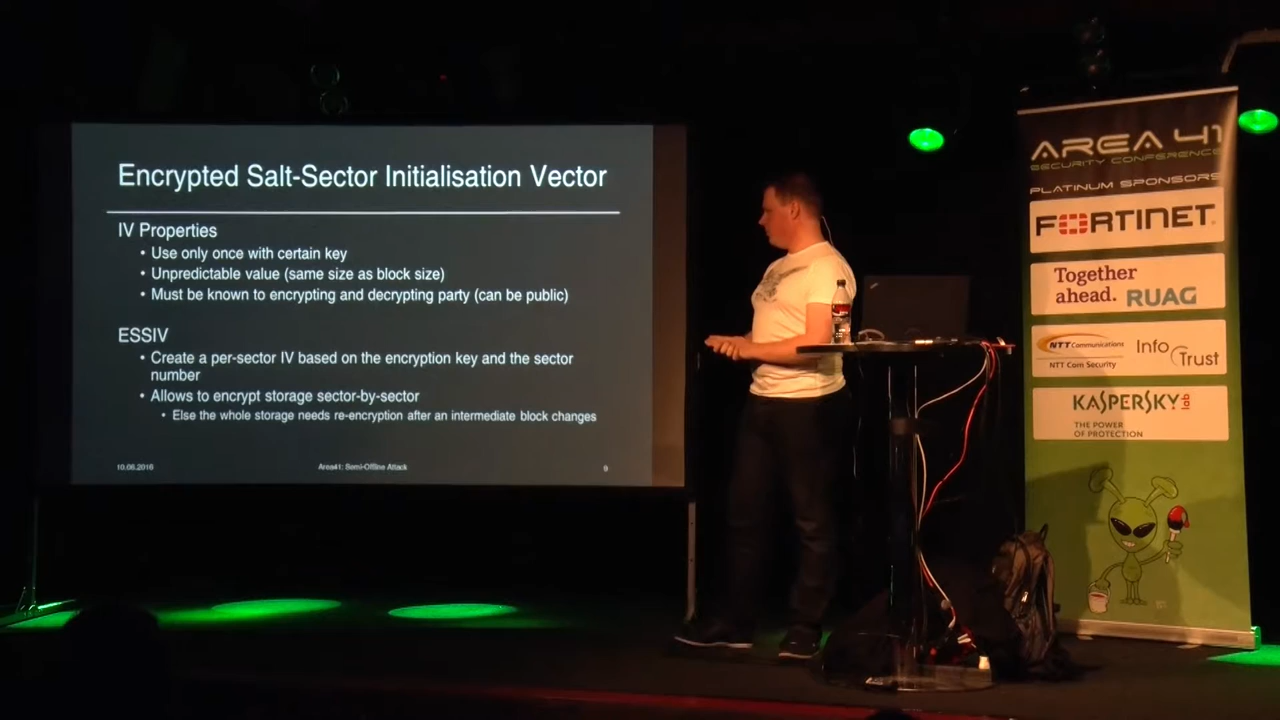 Encrypted Salt-Sector Initialisation Vector
IV Properties
• Use only once with certain key
• Unpredictable value (same size as block size)
• Must be known to encrypting and decrypting party (can be public)
ESSIV
• Create a per-sector IV based on the encryption key and the sector
number
• Allows to encrypt storage sector-by-sector
• Else the whole storage needs re-encryption after an intermediate block changes
10.06.2016
Area41: Semi-Offline Attack
9
AREA 41
SECURITY CONFERENCE
PLATINUM SPONSORS
FORTINET
Together
ahead. RUAG
NTT Communications
NTT Com Security
Info
Trust
KASPERSKY lab
THE POWER
OF PROTECTION